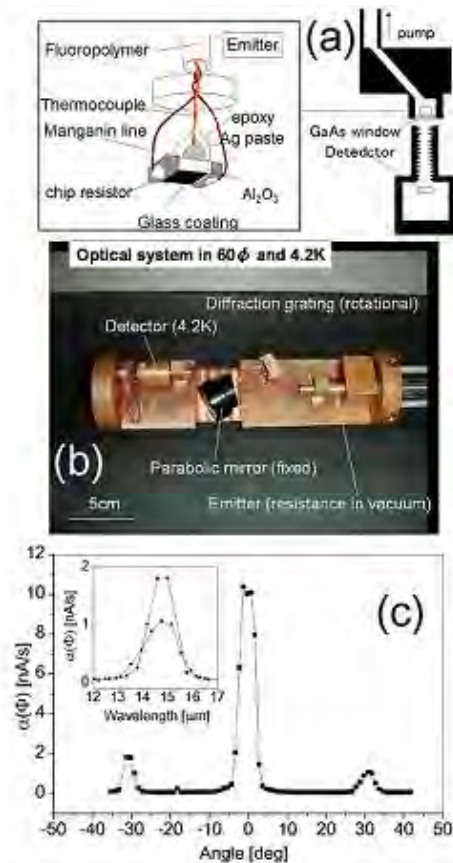 Fluoropolymer
Emitter
(a)
pump
Thermocouple
epoxy
Manganin line
Ag paste
GaAs window
Detedctor
chip resistor
Al2O3
Glass coating
Optical system in 60ϕ and 4.2K
Diffraction grating (rotational)
Detector (4.2K)
(b)
Parabolic mirror (fixed)
Emitter (resistance in vacuum)
5cm
(c)
α(Φ) [nA/s]
12
10
8
6
4
2
0
α(Φ) [nA/s]
2
1
0
12 13 14 15 16 17
Wavelength [μm]
-50 -40 -30 -20 -10 0 10 20 30 40 50
Angle [deg]